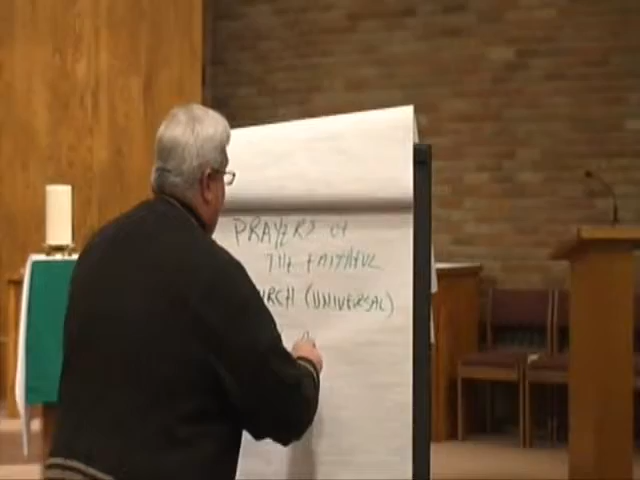 PRAYERS OF
THE FAITHFUL
URCH (UNIVERSAL)